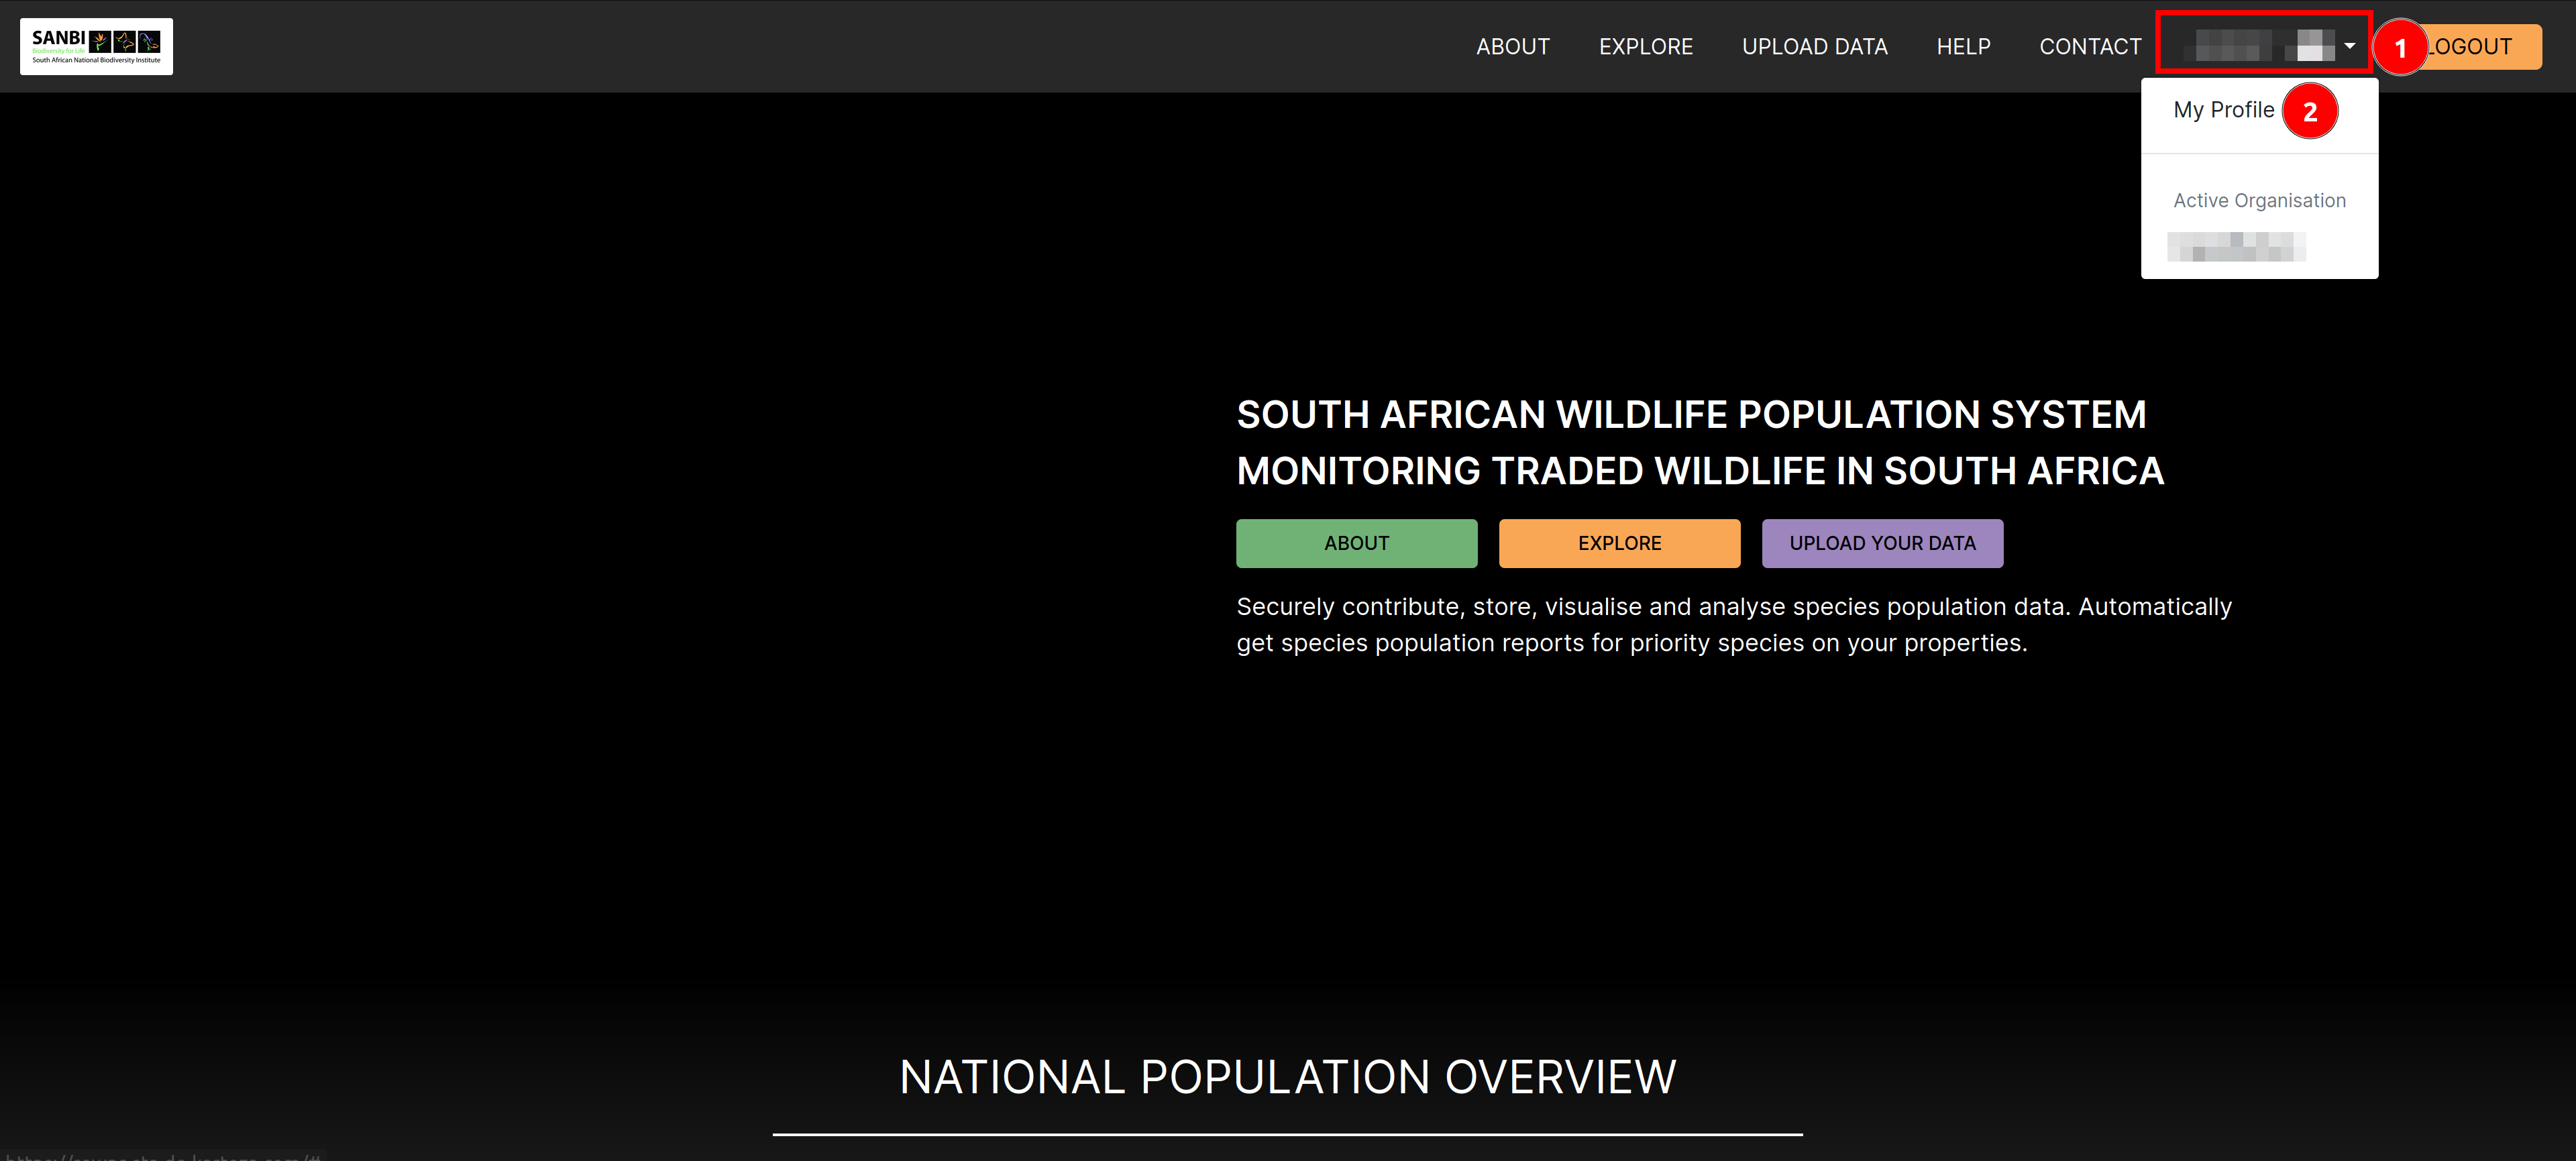 SANBI
Biodiversity for Life
South African National Biodiversity Institute
ABOUT
EXPLORE
UPLOAD DATA
HELP
CONTACT
1
LOGOUT
My Profile
2
Active Organisation
SOUTH AFRICAN WILDLIFE POPULATION SYSTEM
MONITORING TRADED WILDLIFE IN SOUTH AFRICA
ABOUT
EXPLORE
UPLOAD YOUR DATA
Securely contribute, store, visualise and analyse species population data. Automatically
get species population reports for priority species on your properties.
NATIONAL POPULATION OVERVIEW